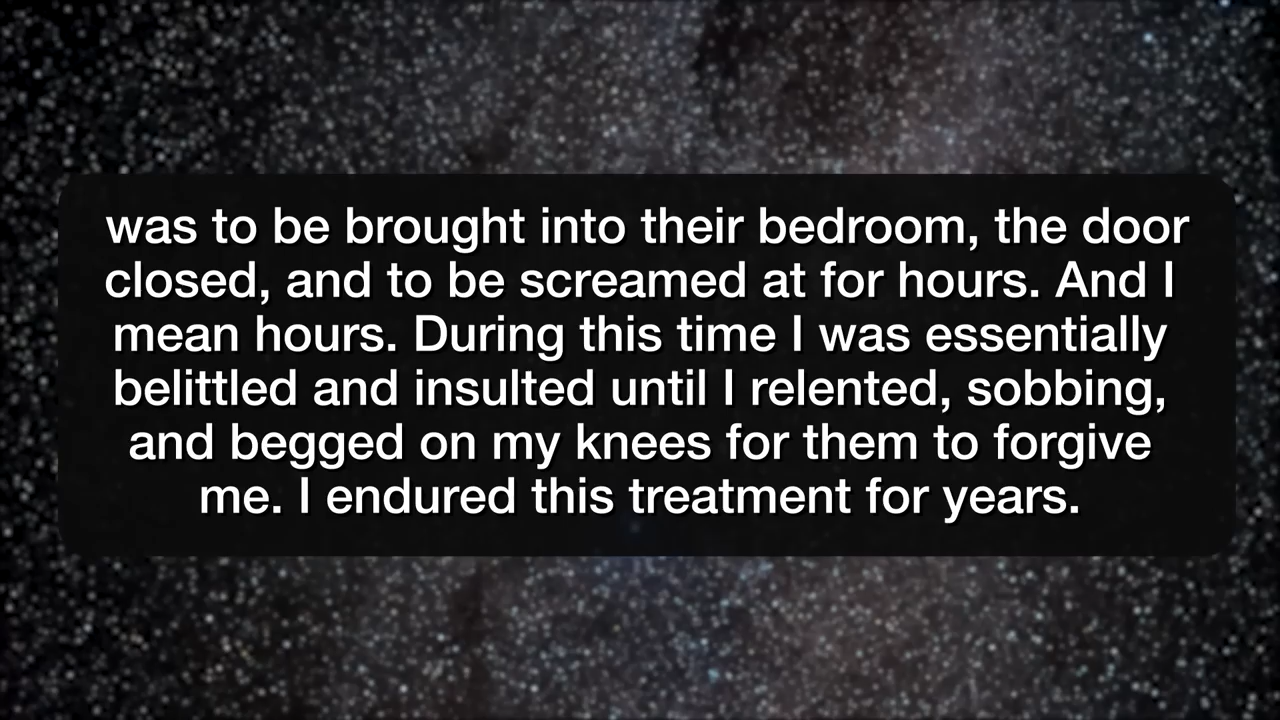 was to be brought into their bedroom, the door
closed, and to be screamed at for hours. And I
mean hours. During this time I was essentially
belittled and insulted until I relented, sobbing,
and begged on my knees for them to forgive
me. I endured this treatment for years.